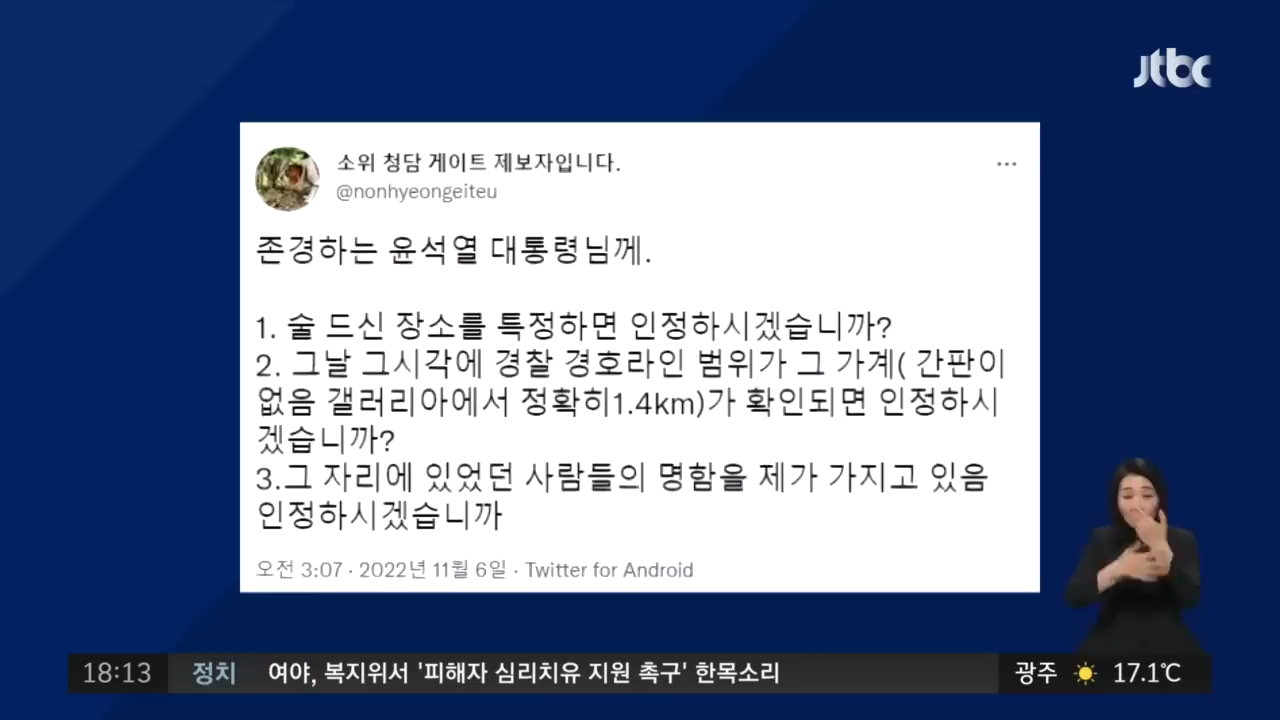 jtbc
소위 청담 게이트 제보자입니다.
@nonhyeongeiteu
존경하는 윤석열 대통령님께.
1. 술 드신 장소를 특정하면 인정하시겠습니까?
2. 그날 그시각에 경찰 경호라인 범위가 그 가계( 간판이
없음 갤러리아에서 정확히1.4km)가 확인되면 인정하시
겠습니까?
3.그 자리에 있었던 사람들의 명함을 제가 가지고 있음
인정하시겠습니까
오전 3:07 · 2022년 11월 6일 · Twitter for Android
18:13 정치 여야, 복지위서 '피해자 심리치유 지원 촉구' 한목소리 광주 17.1℃